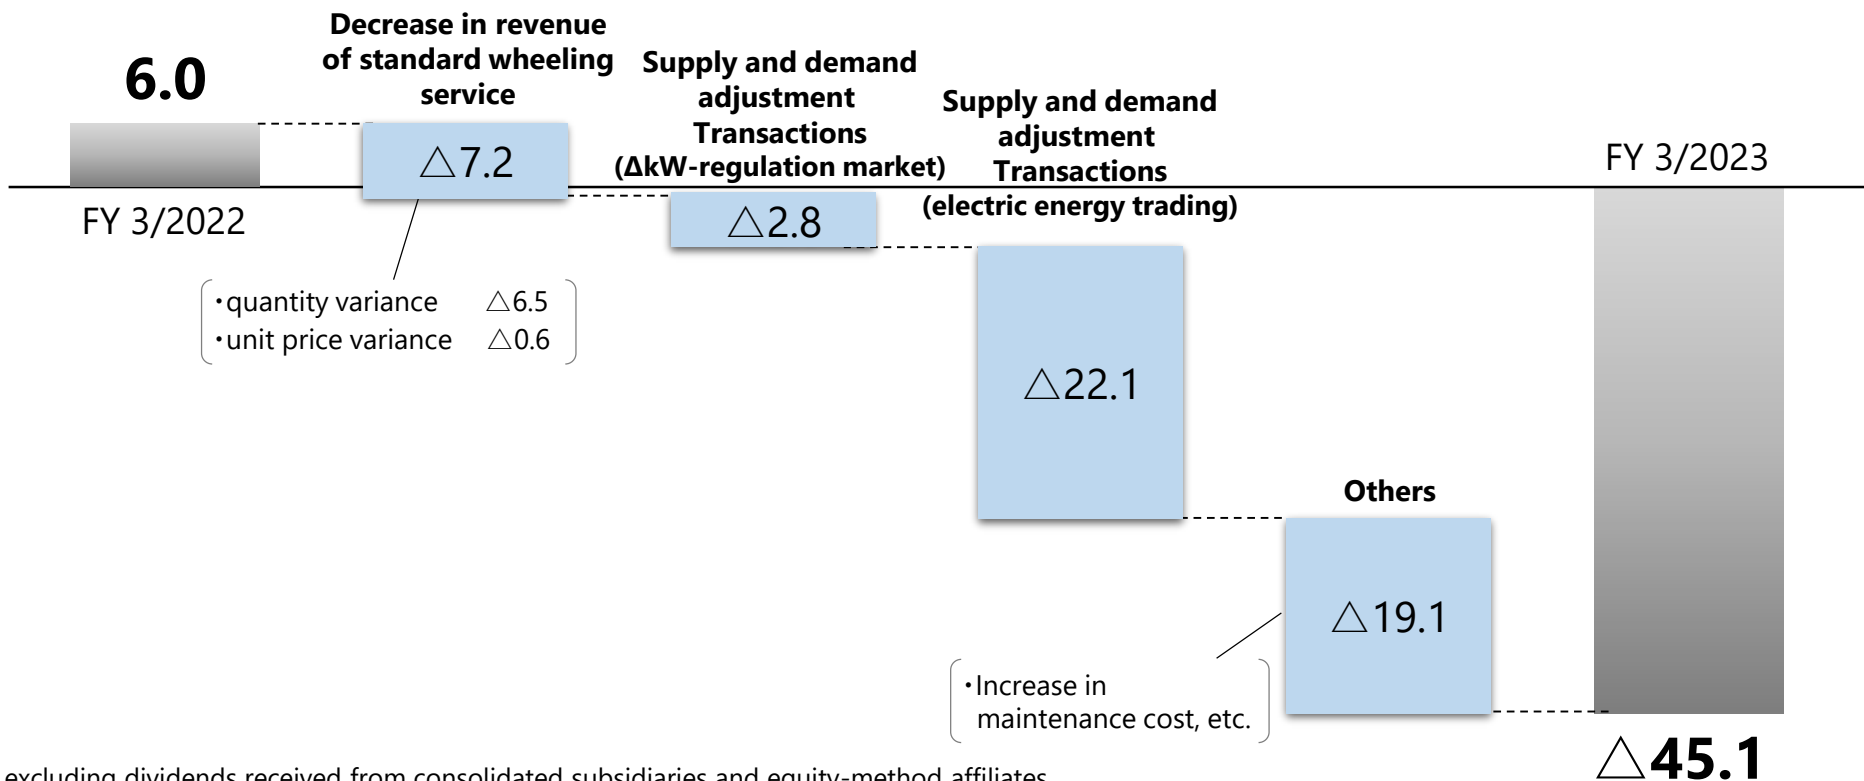 6.0
Decrease in revenue
of standard wheeling
service
Supply and demand
adjustment
Transactions
(ΔkW-regulation market)
Supply and demand
adjustment
Transactions
(electric energy trading)
FY 3/2023
FY 3/2022
△7.2
△2.8
・quantity variance △6.5
・unit price variance △0.6
△22.1
Others
△19.1
・Increase in
maintenance cost, etc.
△45.1
excluding dividends received from consolidated subsidiaries and equity-method affiliates